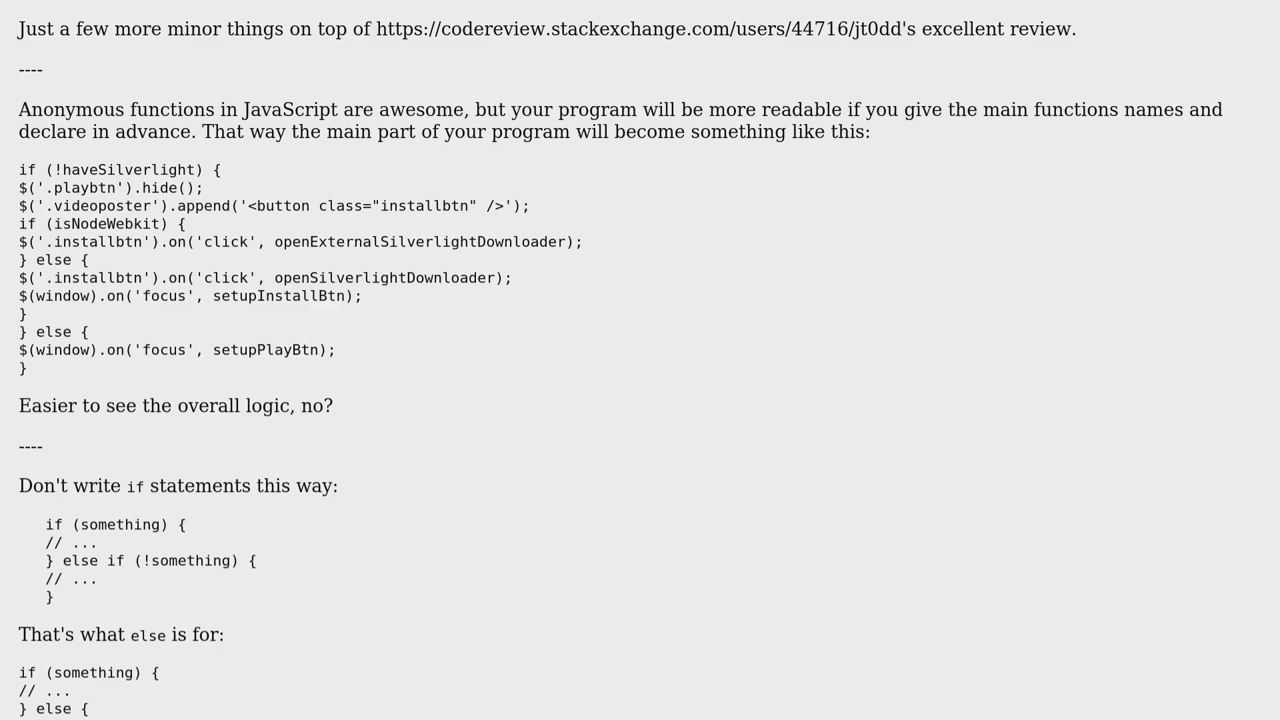 Just a few more minor things on top of https://codereview.stackexchange.com/users/44716/jt0dd's excellent review.
----
Anonymous functions in JavaScript are awesome, but your program will be more readable if you give the main functions names and
declare in advance. That way the main part of your program will become something like this:
if (!haveSilverlight) {
$('.playbtn').hide();
$('.videoposter').append('<button class="installbtn" />');
if (isNodeWebkit) {
$('.installbtn').on('click', openExternalSilverlightDownloader);
} else {
$('.installbtn').on('click', openSilverlightDownloader);
$(window).on('focus', setupInstallBtn);
}
} else {
$(window).on('focus', setupPlayBtn);
}
Easier to see the overall logic, no?
----
Don't write if statements this way:
if (something) {
// ...
} else if (!something) {
// ...
}
That's what else is for:
if (something) {
// ...
} else {